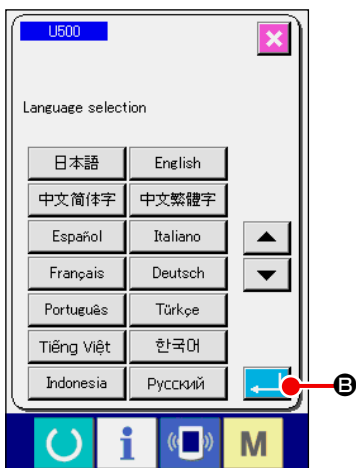 U500
Language selection
日本語 English
中文简体字 中文繁體字
Español Italiano
Français Deutsch
Português Türkçe
Tiếng Việt 한국어
Indonesia Русский
B
i M